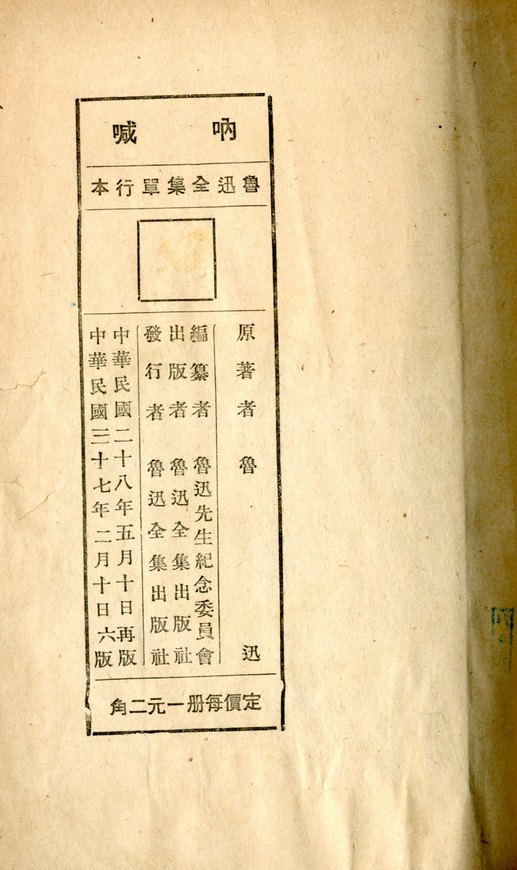 吶喊
魯迅全集單行本
原著者 魯迅
編纂者 魯迅先生紀念委員會
出版者 魯迅全集出版社
發行者 魯迅全集出版社
中華民國二十八年五月十日再版
中華民國三十七年二月十日六版
定價每册一元二角